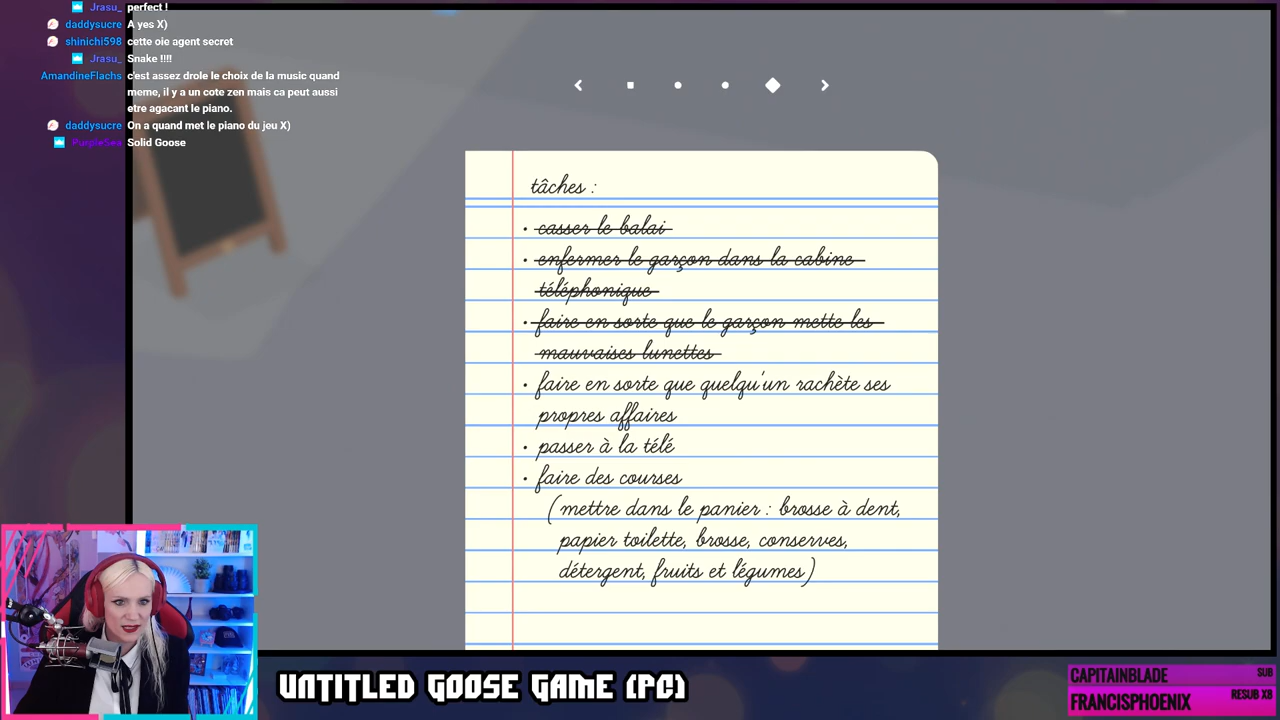 Jrasu_ perfect !
daddysucre A yes X)
shinichi598 cette oie agent secret
Jrasu_ Snake !!!!
AmandineFlachs c'est assez drole le choix de la music quand
meme, il y a un cote zen mais ca peut aussi
etre agacant le piano.
daddysucre On a quand met le piano du jeu X)
PurpleSea Solid Goose
tâches :
• casser le balai
• enfermer le garçon dans la cabine
téléphonique
• faire en sorte que le garçon mette les
mauvaises lunettes
• faire en sorte que quelqu'un rachète ses
propres affaires
• passer à la télé
• faire des courses
(mettre dans le panier : brosse à dent,
papier toilette, brosse, conserves,
détergent, fruits et légumes)
UNTITLED GOOSE GAME (PC)
CAPITAINBLADE SUB
FRANCISPHOENIX RESUB X8